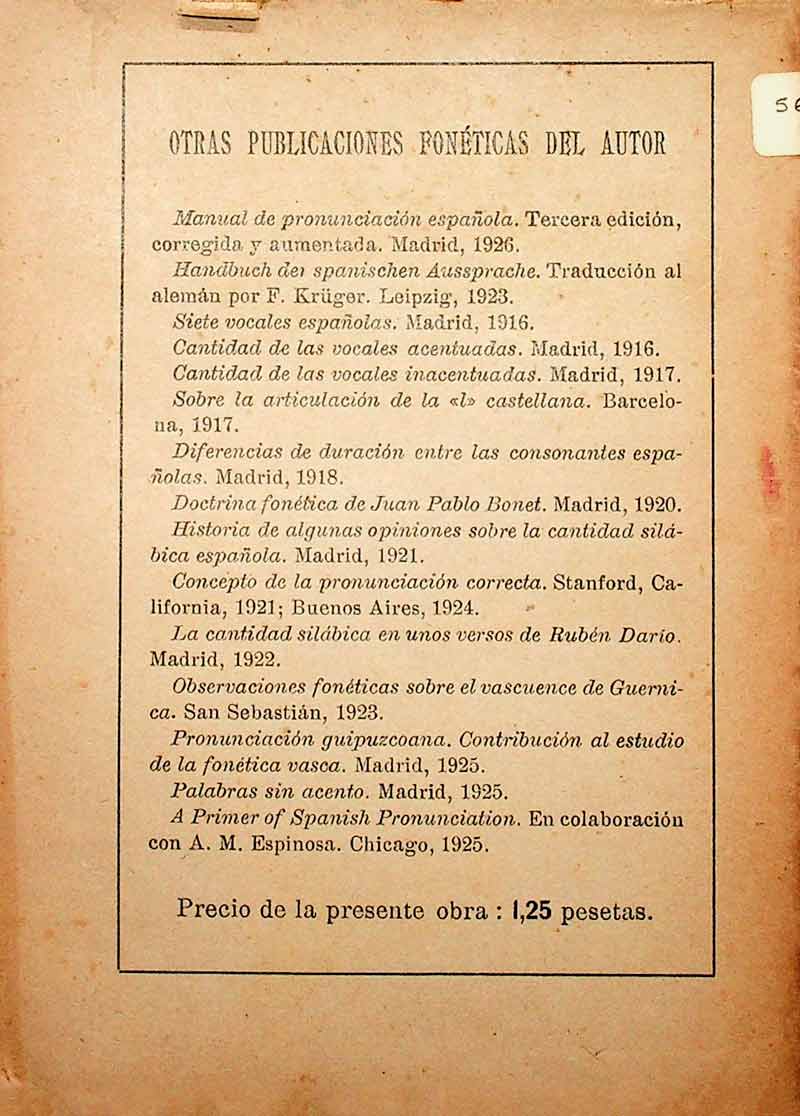 56
OTRAS PUBLICACIONES FONÉTICAS DEL AUTOR
Manual de pronunciación española. Tercera edición,
corregida y aumentada. Madrid, 1926.
Handbuch der spanischen Aussprache. Traducción al
alemán por F. Krüger. Leipzig, 1923.
Siete vocales españolas. Madrid, 1916.
Cantidad de las vocales acentuadas. Madrid, 1916.
Cantidad de las vocales inacentuadas. Madrid, 1917.
Sobre la articulación de la «l» castellana. Barcelo-
na, 1917.
Diferencias de duración entre las consonantes espa-
ñolas. Madrid, 1918.
Doctrina fonética de Juan Pablo Bonet. Madrid, 1920.
Historia de algunas opiniones sobre la cantidad silá-
bica española. Madrid, 1921.
Concepto de la pronunciación correcta. Stanford, Ca-
lifornia, 1921; Buenos Aires, 1924.
La cantidad silábica en unos versos de Rubén Darío.
Madrid, 1922.
Observaciones fonéticas sobre el vascuence de Guerni-
ca. San Sebastián, 1923.
Pronunciación guipuzcoana. Contribución al estudio
de la fonética vasca. Madrid, 1925.
Palabras sin acento. Madrid, 1925.
A Primer of Spanish Pronunciation. En colaboración
con A. M. Espinosa. Chicago, 1925.
Precio de la presente obra : 1,25 pesetas.